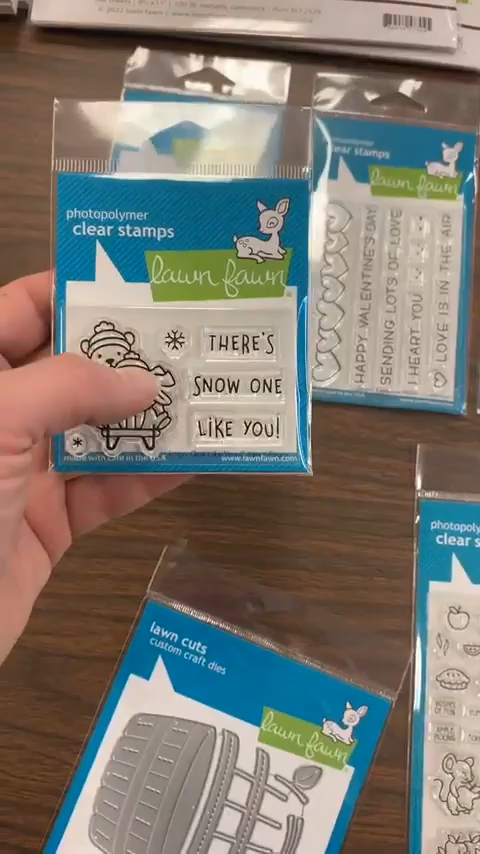 photopolymer
clear stamps
lawn fawn
THERE'S
SNOW ONE
LIKE YOU!
made with care in the USA
www.lawnfawn.com
photopolymer
clear stamps
lawn fawn
HAPPY VALENTINE'S DAY
SENDING LOTS OF LOVE
I HEART YOU
LOVE IS IN THE AIR
lawn cuts
custom craft dies
lawn fawn
photopoly
clear s